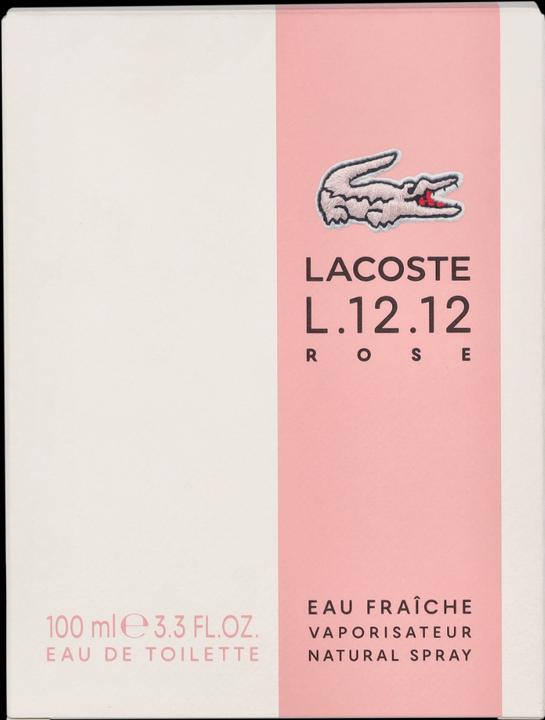 LACOSTE
L.12.12
ROSE
100 ml ℮ 3.3 FL.OZ.
EAU DE TOILETTE
EAU FRAÎCHE
VAPORISATEUR
NATURAL SPRAY